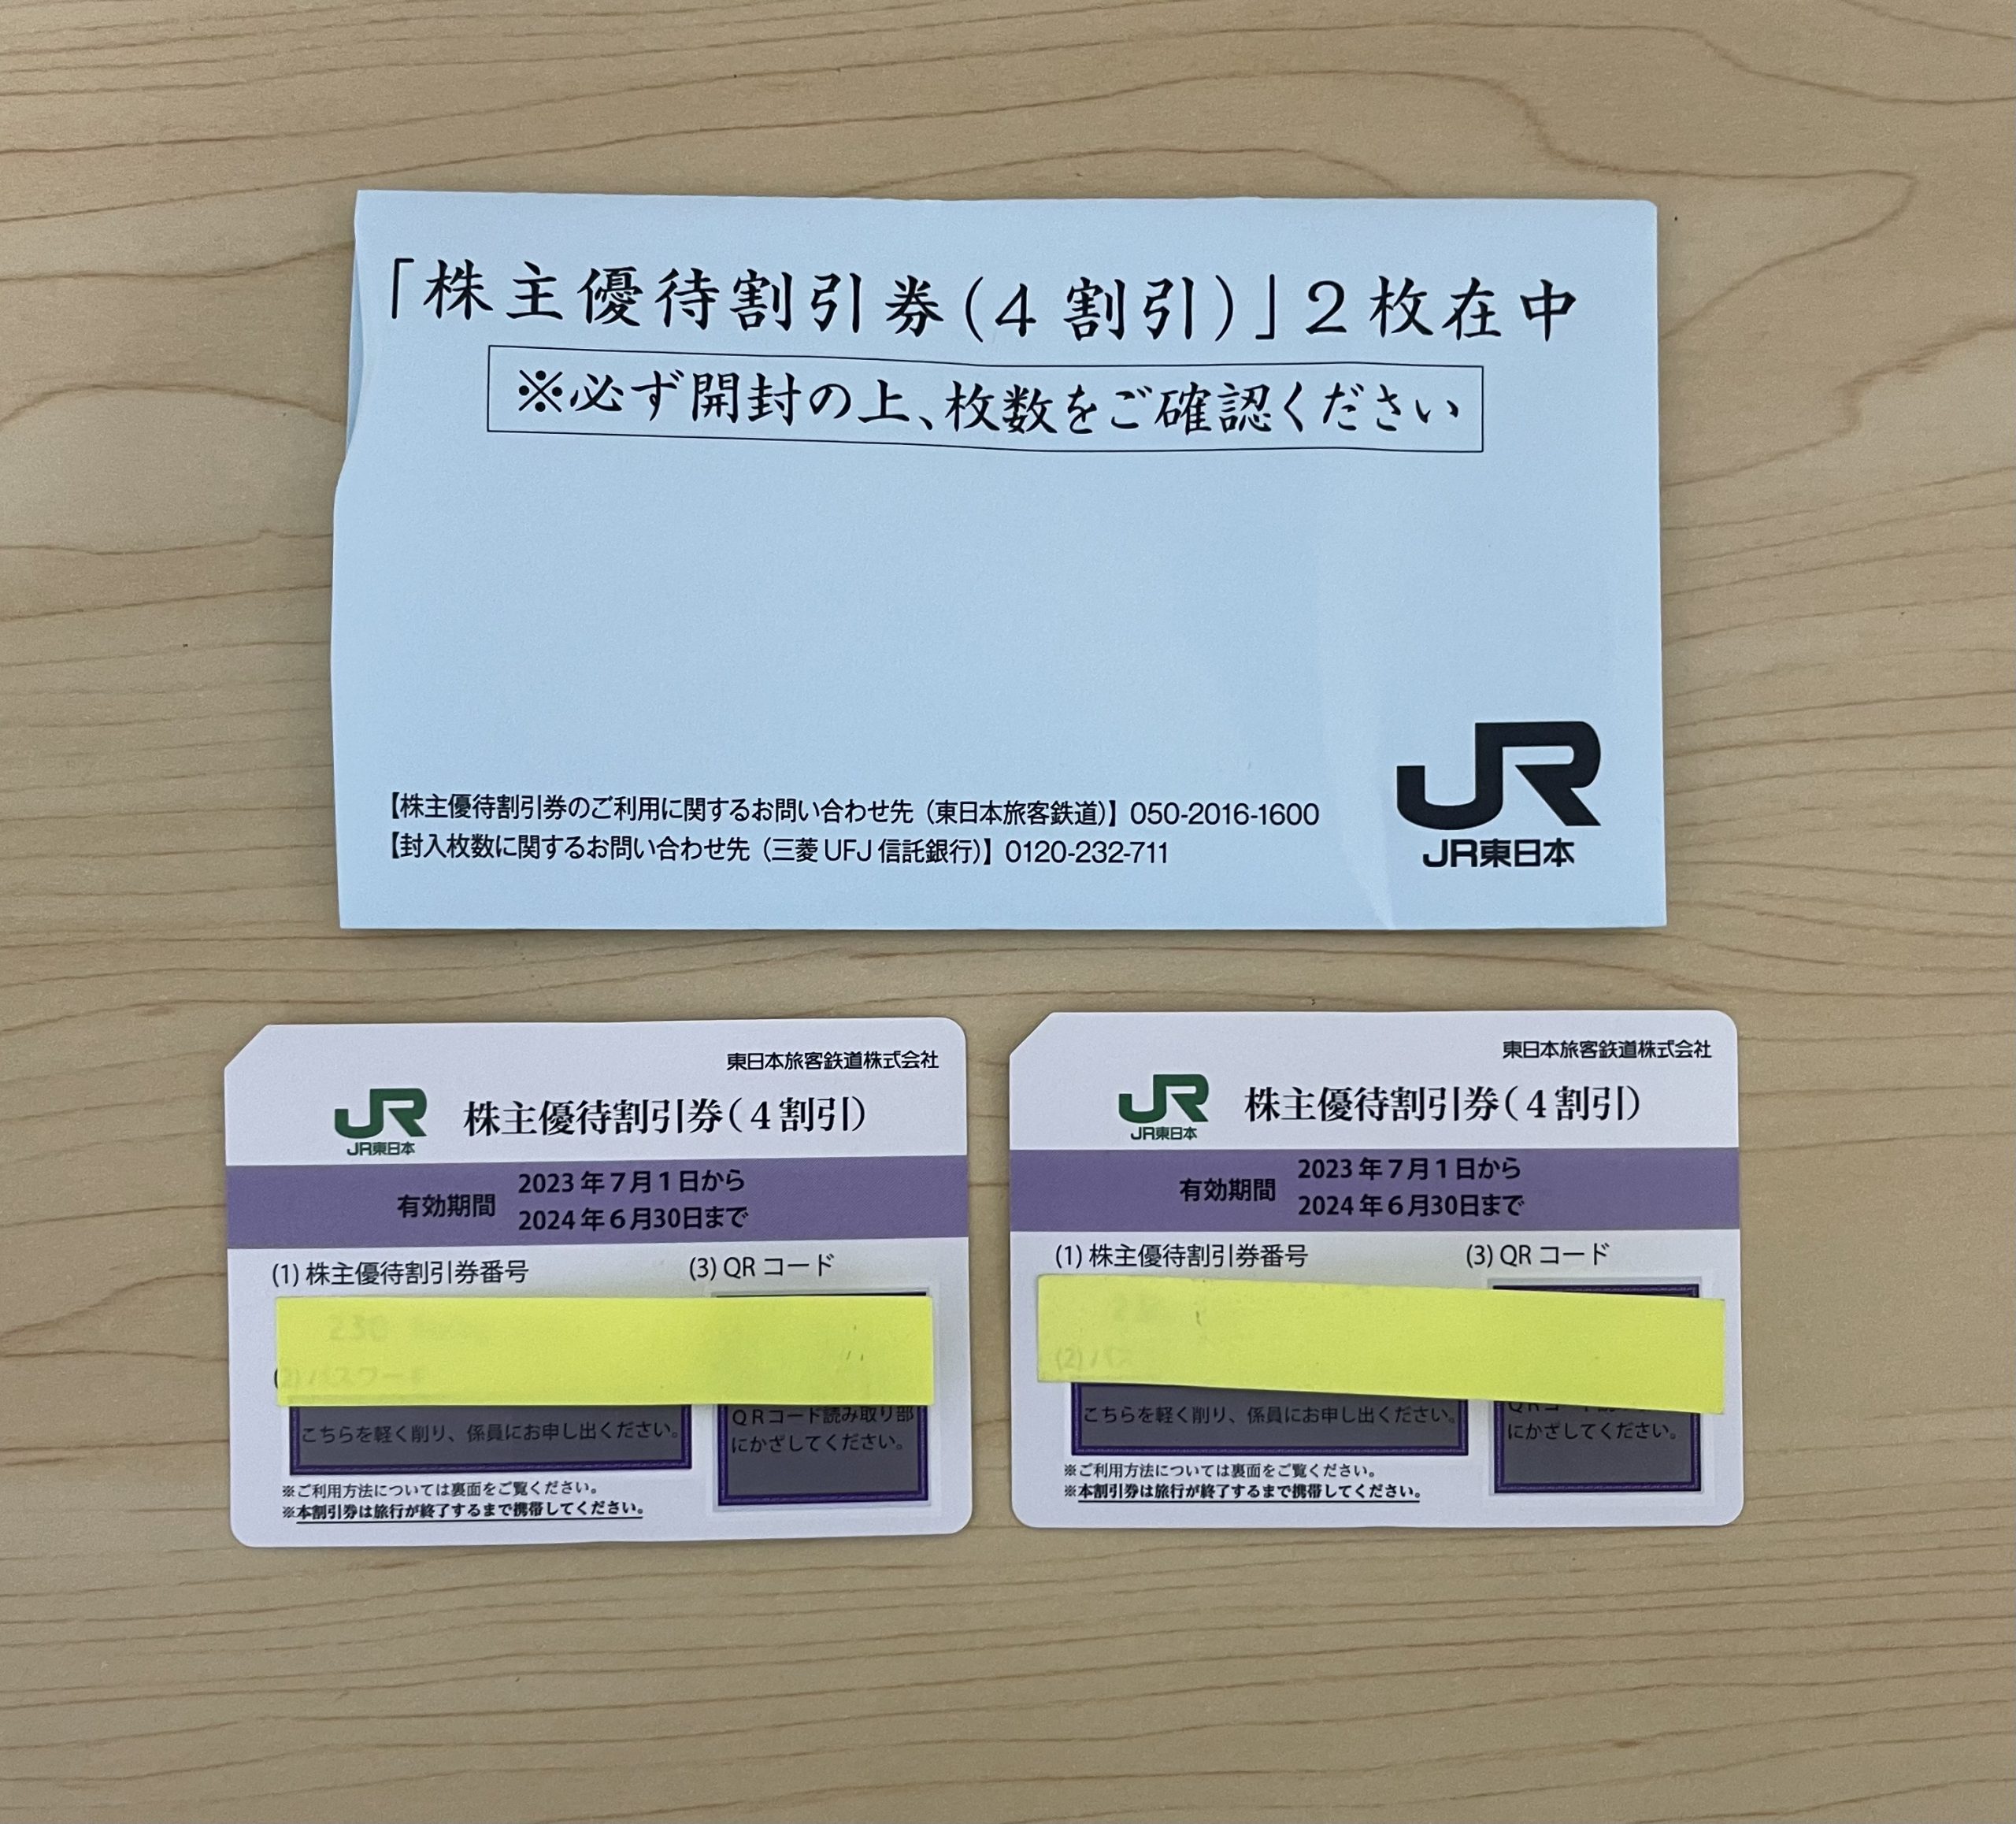 「株主優待割引券(4割引)」2枚在中
※必ず開封の上、枚数をご確認ください
【株主優待割引券のご利用に関するお問い合わせ先(東日本旅客鉄道)】050-2016-1600
【封入枚数に関するお問い合わせ先(三菱UFJ信託銀行)】0120-232-711
JR
JR東日本
東日本旅客鉄道株式会社
JR
JR東日本
株主優待割引券(4割引)
有効期間
2023年7月1日から
2024年6月30日まで
(1) 株主優待割引券番号
(3) QRコード
230
(2) パスワード
こちらを軽く削り、係員にお申し出ください。
QRコード読み取り部
にかざしてください。
※ご利用方法については裏面をご覧ください。
※本割引券は旅行が終了するまで携帯してください。
東日本旅客鉄道株式会社
JR
JR東日本
株主優待割引券(4割引)
有効期間
2023年7月1日から
2024年6月30日まで
(1) 株主優待割引券番号
(3) QRコード
(2)
こちらを軽く削り、係員にお申し出ください。
にかざしてください。
※ご利用方法については裏面をご覧ください。
※本割引券は旅行が終了するまで携帯してください。